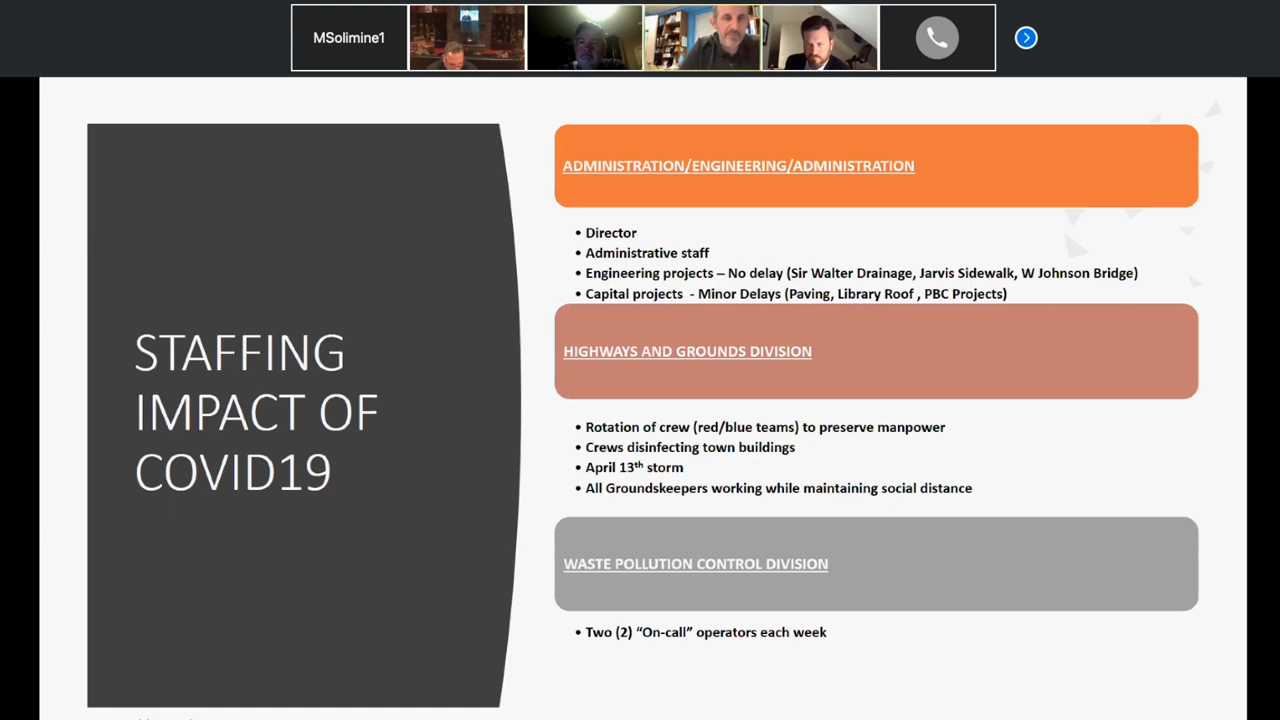 MSolimine1
STAFFING
IMPACT OF
COVID19
ADMINISTRATION/ENGINEERING/ADMINISTRATION
• Director
• Administrative staff
• Engineering projects – No delay (Sir Walter Drainage, Jarvis Sidewalk, W Johnson Bridge)
• Capital projects - Minor Delays (Paving, Library Roof , PBC Projects)
HIGHWAYS AND GROUNDS DIVISION
• Rotation of crew (red/blue teams) to preserve manpower
• Crews disinfecting town buildings
• April 13th storm
• All Groundskeepers working while maintaining social distance
WASTE POLLUTION CONTROL DIVISION
• Two (2) “On-call” operators each week